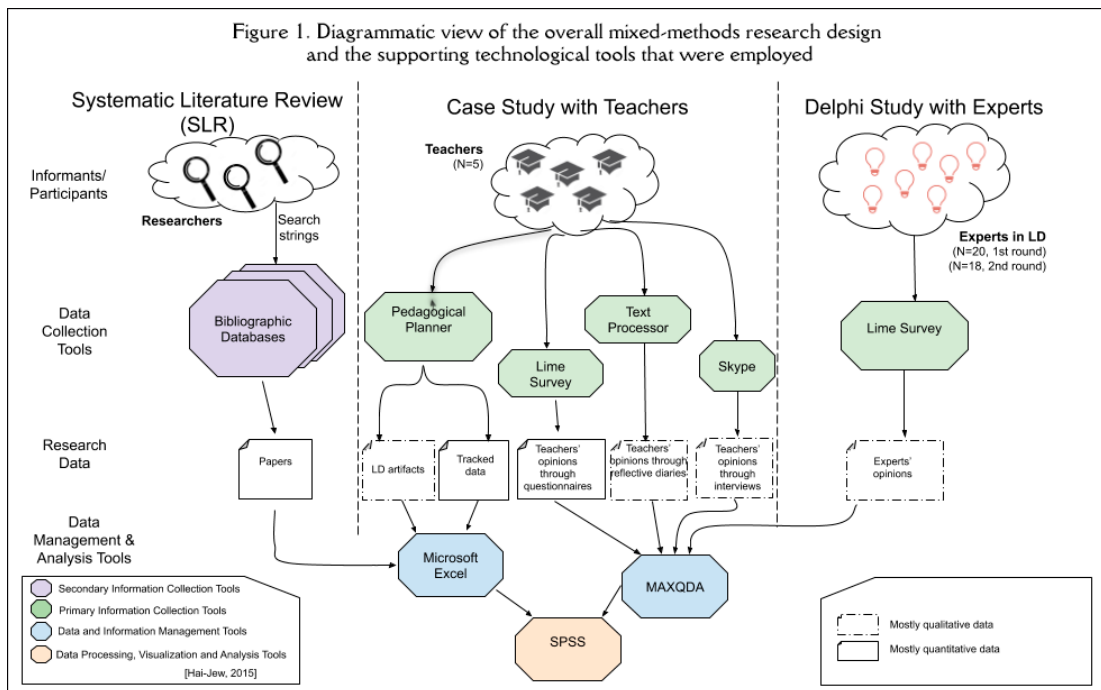 Figure 1. Diagrammatic view of the overall mixed-methods research design
and the supporting technological tools that were employed
Systematic Literature Review
(SLR)
Case Study with Teachers
Delphi Study with Experts
Informants/
Participants
Researchers
Search
strings
Teachers
(N=5)
Experts in LD
(N=20, 1st round)
(N=18, 2nd round)
Data
Collection
Tools
Bibliographic
Databases
Pedagogical
Planner
Lime
Survey
Text
Processor
Skype
Lime Survey
Research
Data
Papers
LD artifacts
Tracked
data
Teachers'
opinions
through
questionnaires
Teachers'
opinions through
reflective diaries
Teachers'
opinions
through
interviews
Experts'
opinions
Data
Management &
Analysis Tools
Microsoft
Excel
MAXQDA
SPSS
Secondary Information Collection Tools
Primary Information Collection Tools
Data and Information Management Tools
Data Processing, Visualization and Analysis Tools
[Hai-Jew, 2015]
Mostly qualitative data
Mostly quantitative data